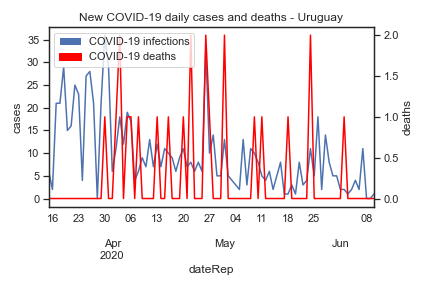 New COVID-19 daily cases and deaths - Uruguay
COVID-19 infections
COVID-19 deaths
35
30
25
20
15
10
5
0
cases
2.0
1.5
1.0
0.5
0.0
deaths
16 23 30 06 13 20 27 04 11 18 25 08
Apr May Jun
2020
dateRep